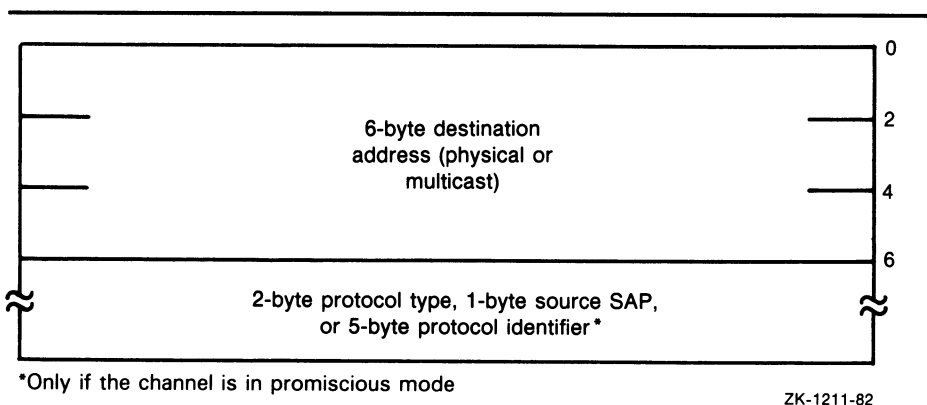 0
2
6-byte destination
address (physical or
multicast)
4
6
2-byte protocol type, 1-byte source SAP,
or 5-byte protocol identifier*
*Only if the channel is in promiscious mode
ZK-1211-82